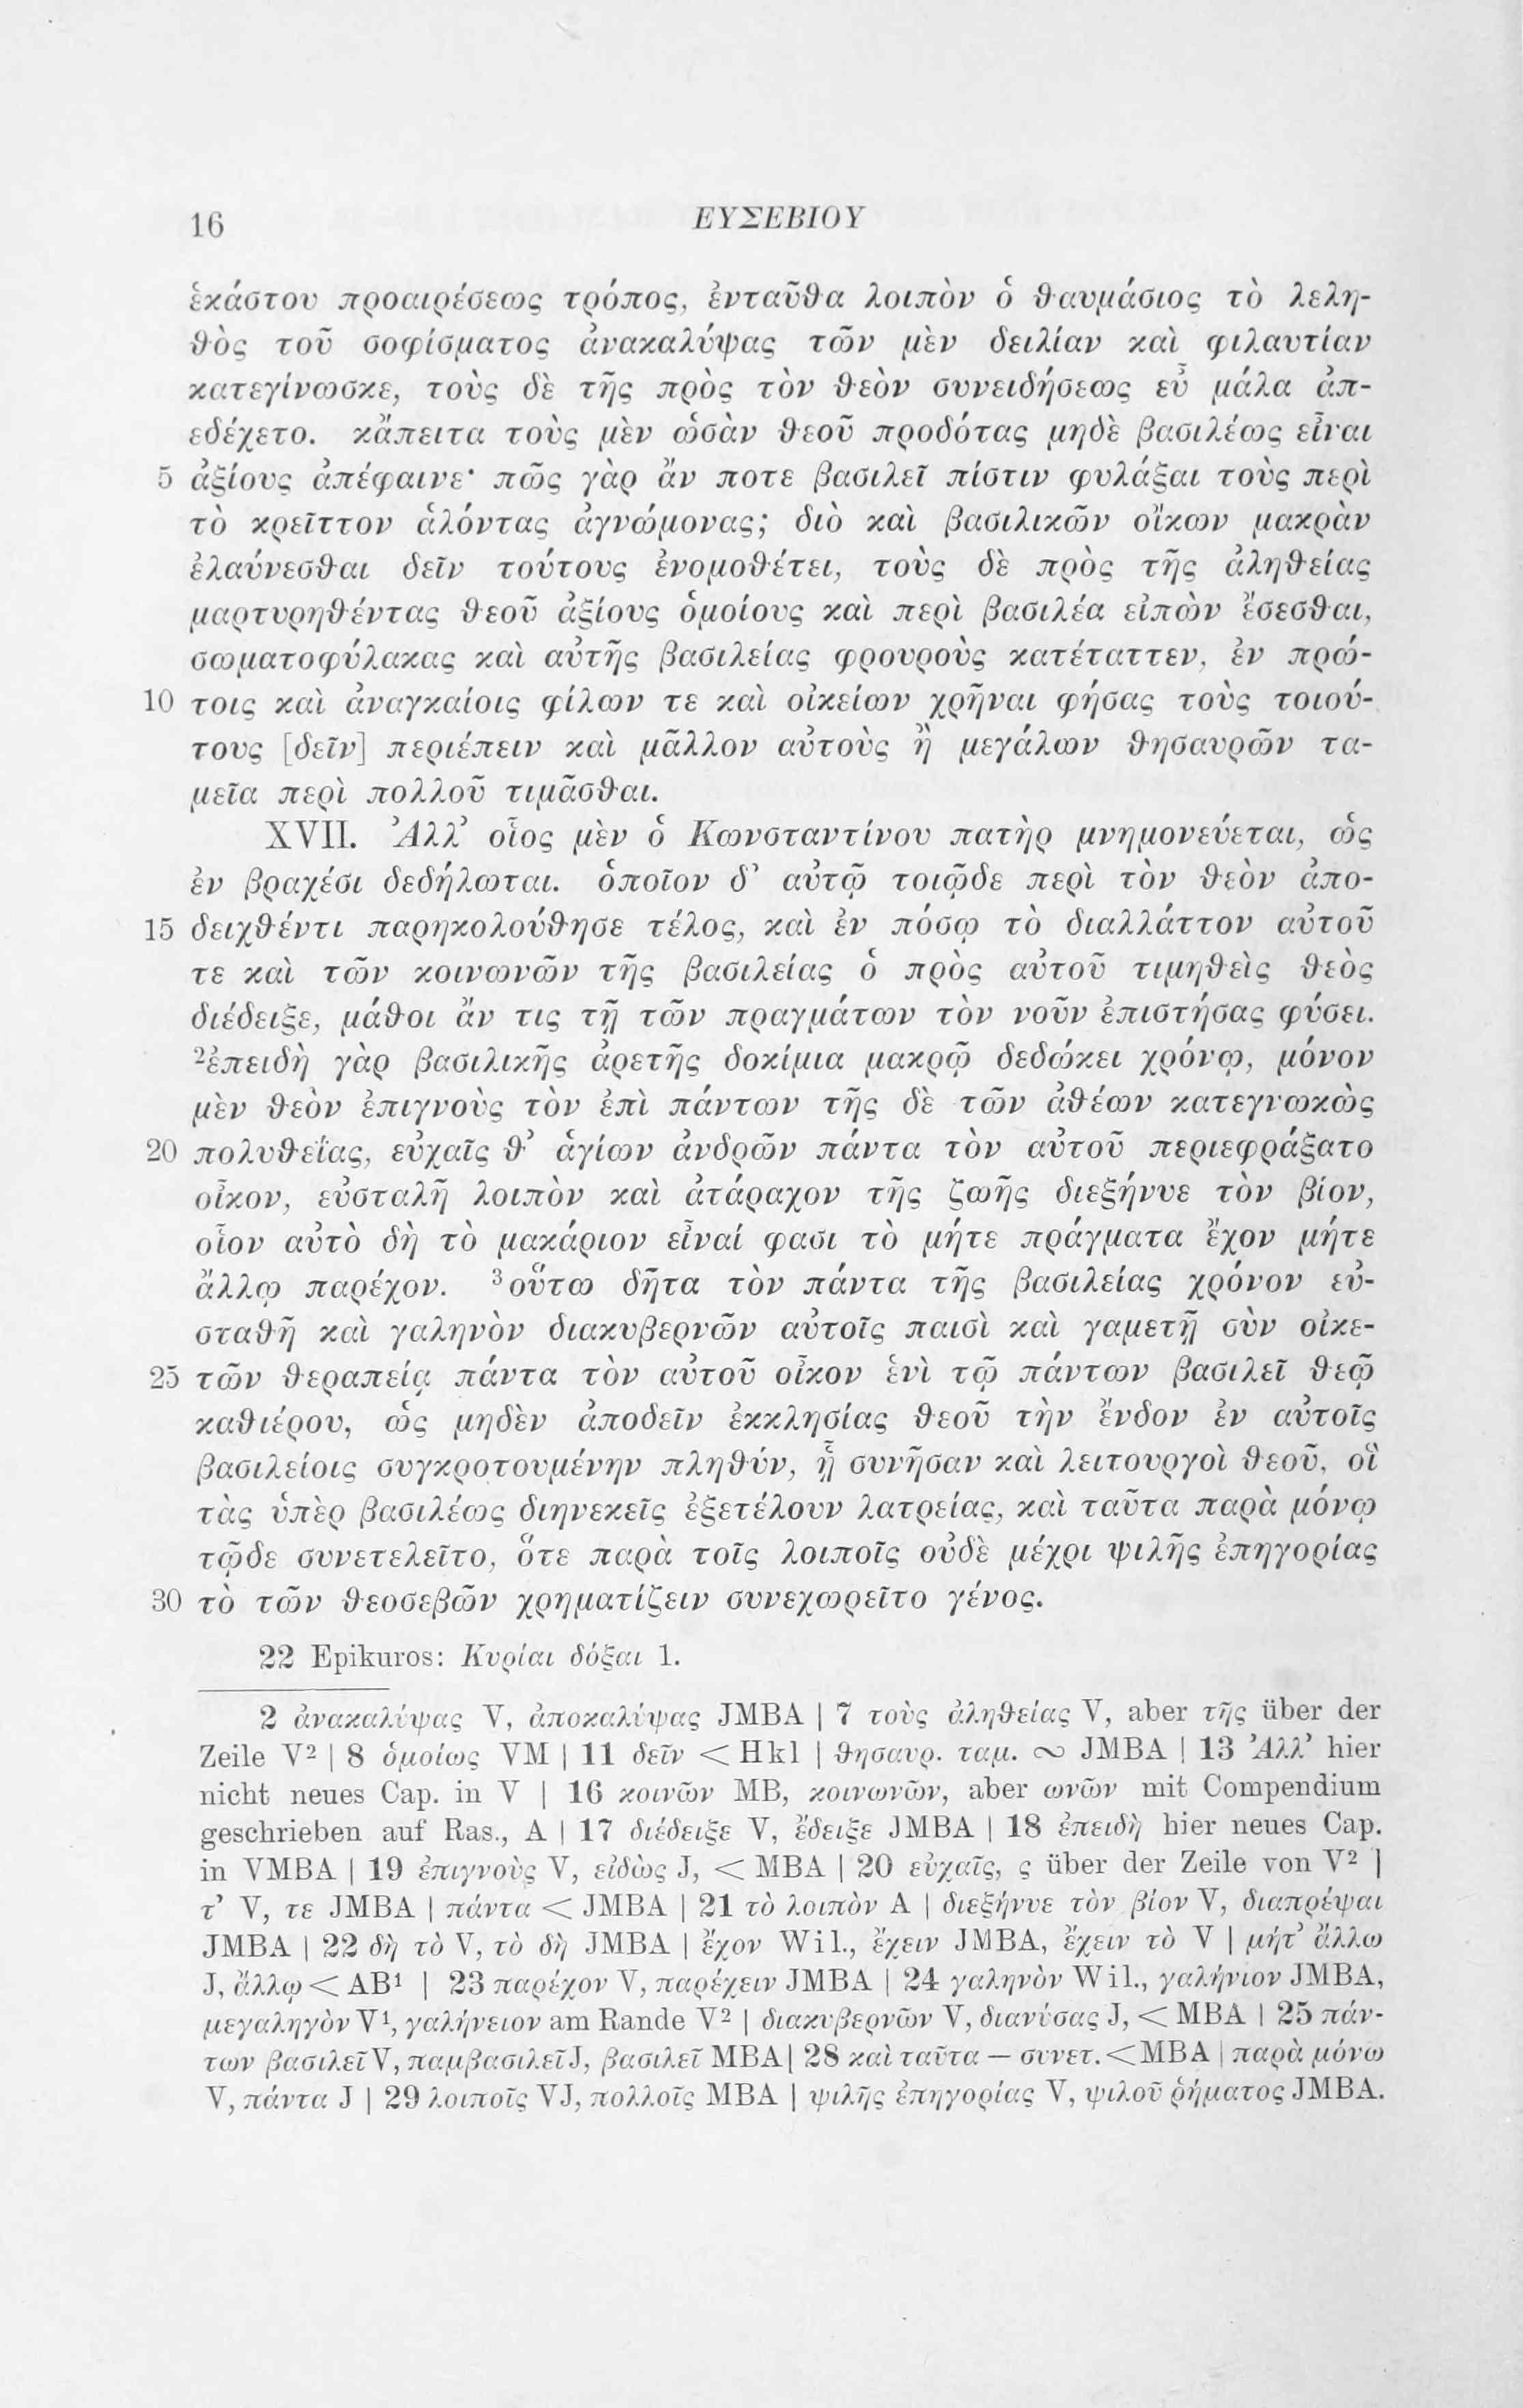 16
ΕΥΣΕΒΙΟΥ
ἑκάστου προαιρέσεως τρόπος, ἐνταῦθα λοιπὸν ὁ θαυμάσιος τὸ λελη-
θὸς τοῦ σοφίσματος ἀνακαλύψας τῶν μὲν δειλίαν καὶ φιλαυτίαν
κατεγίνωσκε, τοὺς δὲ τῆς πρὸς τὸν θεὸν συνειδήσεως εὖ μάλα ἀπ-
εδέχετο. κἄπειτα τοὺς μὲν ὡσὰν θεοῦ προδότας μηδὲ βασιλέως εἶναι
5 ἀξίους ἀπέφαινε· πῶς γὰρ ἄν ποτε βασιλεῖ πίστιν φυλάξαι τοὺς περὶ
τὸ κρεῖττον ἁλόντας ἀγνώμονας; διὸ καὶ βασιλικῶν οἴκων μακρὰν
ἐλαύνεσθαι δεῖν τούτους ἐνομοθέτει, τοὺς δὲ πρὸς τῆς ἀληθείας
μαρτυρηθέντας θεοῦ ἀξίους ὁμοίους καὶ περὶ βασιλέα εἰπὼν ἔσεσθαι,
σωματοφύλακας καὶ αὐτῆς βασιλείας φρουροὺς κατέταττεν, ἐν πρώ-
10 τοις καὶ ἀναγκαίοις φίλων τε καὶ οἰκείων χρῆναι φήσας τοὺς τοιού-
τους [δεῖν] περιέπειν καὶ μᾶλλον αὐτοὺς ἢ μεγάλων θησαυρῶν τα-
μεῖα περὶ πολλοῦ τιμᾶσθαι.
XVII. Ἀλλ’ οἷος μὲν ὁ Κωνσταντίνου πατὴρ μνημονεύεται, ὡς
ἐν βραχέσι δεδήλωται. ὁποῖον δ’ αὐτῷ τοιῷδε περὶ τὸν θεὸν ἀπο-
15 δειχθέντι παρηκολούθησε τέλος, καὶ ἐν πόσῳ τὸ διαλλάττον αὐτοῦ
τε καὶ τῶν κοινωνῶν τῆς βασιλείας ὁ πρὸς αὐτοῦ τιμηθεὶς θεὸς
διέδειξε, μάθοι ἄν τις τῇ τῶν πραγμάτων τὸν νοῦν ἐπιστήσας φύσει.
²ἐπειδὴ γὰρ βασιλικῆς ἀρετῆς δοκίμια μακρῷ δεδώκει χρόνῳ, μόνον
μὲν θεὸν ἐπιγνοὺς τὸν ἐπὶ πάντων τῆς δὲ τῶν ἀθέων κατεγνωκὼς
20 πολυθεΐας, εὐχαῖς θ’ ἁγίων ἀνδρῶν πάντα τὸν αὐτοῦ περιεφράξατο
οἶκον, εὐσταλῆ λοιπὸν καὶ ἀτάραχον τῆς ζωῆς διεξήνυε τὸν βίον,
οἷον αὐτὸ δὴ τὸ μακάριον εἶναί φασι τὸ μήτε πράγματα ἔχον μήτε
ἄλλῳ παρέχον. ³οὕτω δῆτα τὸν πάντα τῆς βασιλείας χρόνον εὐ-
σταθῆ καὶ γαληνὸν διακυβερνῶν αὐτοῖς παισὶ καὶ γαμετῇ σὺν οἰκε-
25 τῶν θεραπείᾳ πάντα τὸν αὐτοῦ οἶκον ἑνὶ τῷ πάντων βασιλεῖ θεῷ
καθιέρου, ὡς μηδὲν ἀποδεῖν ἐκκλησίας θεοῦ τὴν ἔνδον ἐν αὐτοῖς
βασιλείοις συγκροτουμένην πληθύν, ᾗ συνῆσαν καὶ λειτουργοὶ θεοῦ, οἳ
τὰς ὑπὲρ βασιλέως διηνεκεῖς ἐξετέλουν λατρείας, καὶ ταῦτα παρὰ μόνῳ
τῷδε συνετελεῖτο, ὅτε παρὰ τοῖς λοιποῖς οὐδὲ μέχρι ψιλῆς ἐπηγορίας
30 τὸ τῶν θεοσεβῶν χρηματίζειν συνεχωρεῖτο γένος.
22 Epikuros: Κυρίαι δόξαι 1.
2 ἀνακαλύψας V, ἀποκαλύψας JMBA | 7 τοὺς ἀληθείας V, aber τῆς über der
Zeile V² | 8 ὁμοίως VM | 11 δεῖν < Hkl | θησαυρ. ταμ. ∾ JMBA | 13 Ἀλλ’ hier
nicht neues Cap. in V | 16 κοινῶν MB, κοινωνῶν, aber ωνῶν mit Compendium
geschrieben auf Ras., A | 17 διέδειξε V, ἔδειξε JMBA | 18 ἐπειδὴ hier neues Cap.
in VMBA | 19 ἐπιγνοὺς V, εἰδὼς J, < MBA | 20 εὐχαῖς, ς über der Zeile von V² |
τ’ V, τε JMBA | πάντα < JMBA | 21 τὸ λοιπὸν A | διεξήνυε τὸν βίον V, διαπρέψαι
JMBA | 22 δὴ τὸ V, τὸ δὴ JMBA | ἔχον Wil., ἔχειν JMBA, ἔχειν τὸ V | μήτ’ ἄλλω
J, ἄλλῳ < AB¹ | 23 παρέχον V, παρέχειν JMBA | 24 γαληνὸν Wil., γαλήνιον JMBA,
μεγαληγὸν V¹, γαλήνειον am Rande V² | διακυβερνῶν V, διανύσας J, < MBA | 25 πάν-
των βασιλεῖ V, παμβασιλεῖ J, βασιλεῖ MBA | 28 καὶ ταῦτα — συνετ. < MBA | παρὰ μόνω
V, πάντα J | 29 λοιποῖς VJ, πολλοῖς MBA | ψιλῆς ἐπηγορίας V, ψιλοῦ ῥήματος JMBA.